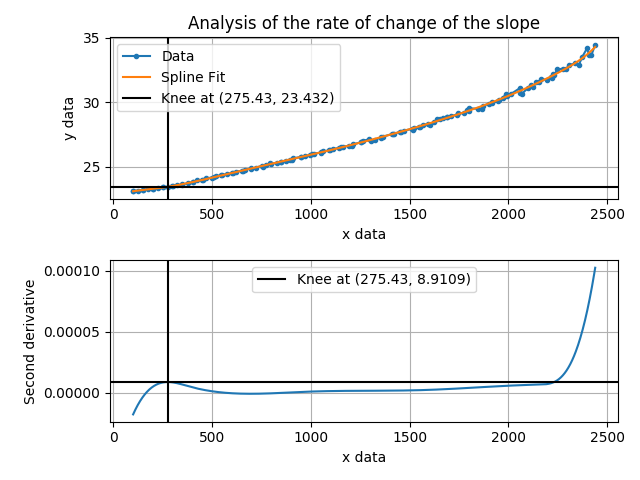 Analysis of the rate of change of the slope
35
30
25
y data
Data
Spline Fit
Knee at (275.43, 23.432)
0 500 1000 1500 2000 2500
x data
0.00010
0.00005
0.00000
Second derivative
Knee at (275.43, 8.9109)
0 500 1000 1500 2000 2500
x data